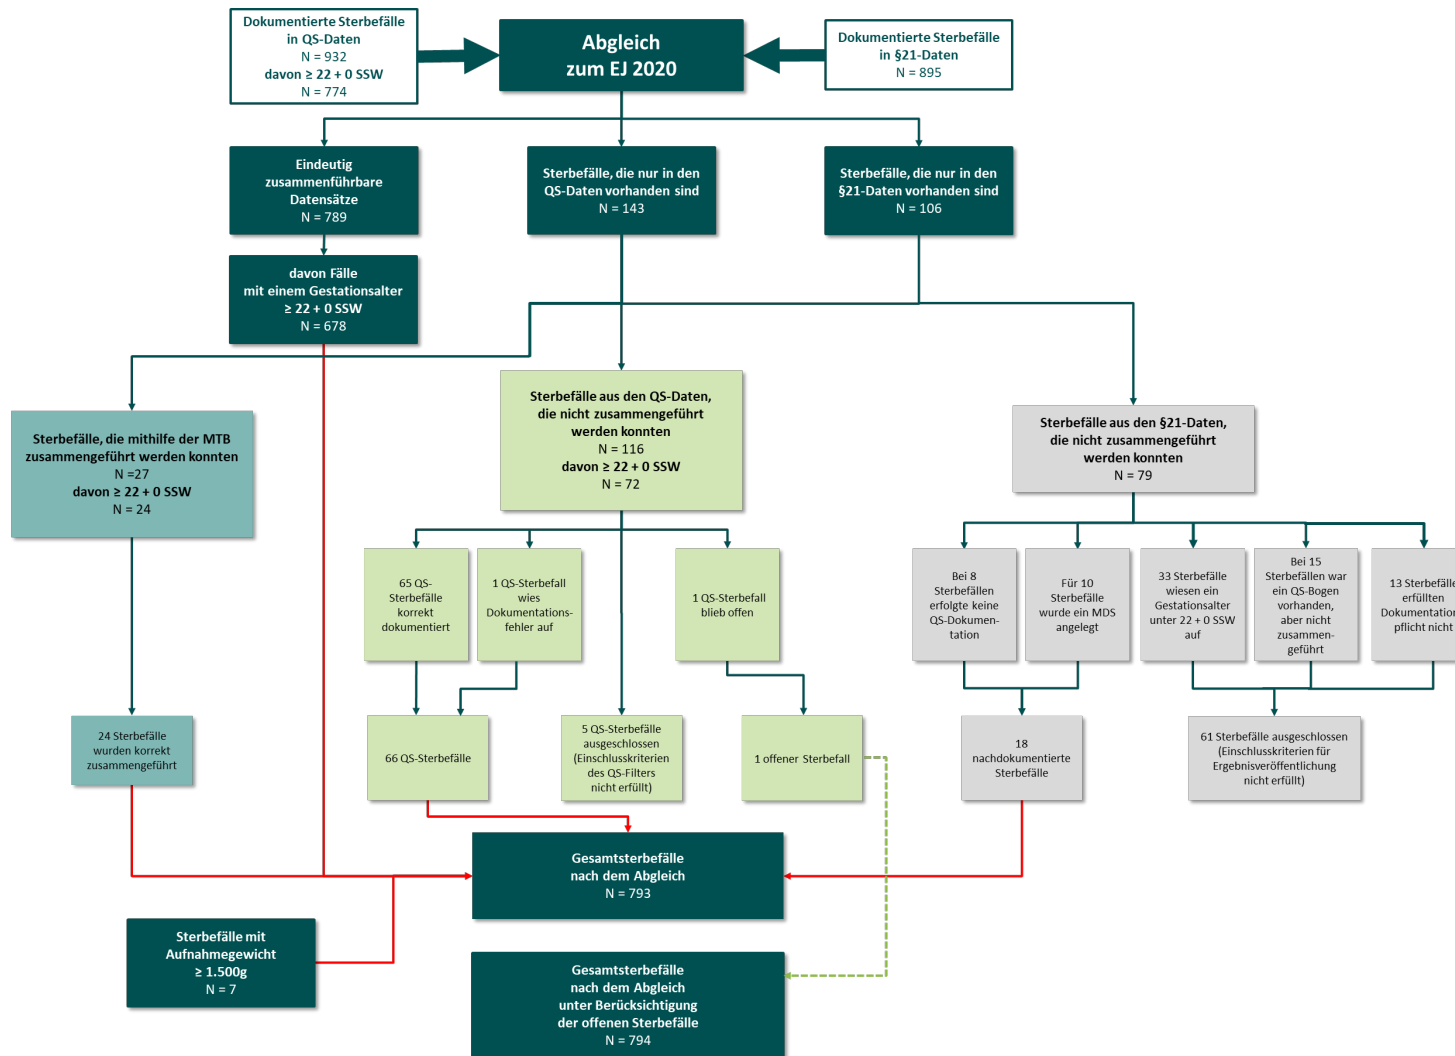 Dokumentierte Sterbefälle
in QS-Daten
N = 932
davon ≥ 22 + 0 SSW
N = 774
Abgleich
zum EJ 2020
Dokumentierte Sterbefälle
in §21-Daten
N = 895
Eindeutig
zusammenführbare
Datensätze
N = 789
Sterbefälle, die nur in den
QS-Daten vorhanden sind
N = 143
Sterbefälle, die nur in den
§21-Daten vorhanden sind
N = 106
davon Fälle
mit einem Gestationsalter
≥ 22 + 0 SSW
N = 678
Sterbefälle, die mithilfe der MTB
zusammengeführt werden konnten
N =27
davon ≥ 22 + 0 SSW
N = 24
Sterbefälle aus den QS-Daten,
die nicht zusammengeführt
werden konnten
N = 116
davon ≥ 22 + 0 SSW
N = 72
Sterbefälle aus den §21-Daten,
die nicht zusammengeführt
werden konnten
N = 79
65 QS-
Sterbefälle
korrekt
dokumentiert
1 QS-Sterbefall
wies
Dokumentations-
fehler auf
1 QS-Sterbefall
blieb offen
Bei 8
Sterbefällen
erfolgte keine
QS-Dokumen-
tation
Für 10
Sterbefälle
wurde ein MDS
angelegt
33 Sterbefälle
wiesen ein
Gestationsalter
unter 22 + 0 SSW
auf
Bei 15
Sterbefällen war
ein QS-Bogen
vorhanden,
aber nicht
zusammen-
geführt
13 Sterbefälle
erfüllten
Dokumentation
pflicht nicht
24 Sterbefälle
wurden korrekt
zusammengeführt
66 QS-Sterbefälle
5 QS-Sterbefälle
ausgeschlossen
(Einschlusskriterien
des QS-Filters
nicht erfüllt)
1 offener Sterbefall
18
nachdokumentierte
Sterbefälle
61 Sterbefälle ausgeschlossen
(Einschlusskriterien für
Ergebnisveröffentlichung
nicht erfüllt)
Gesamtsterbefälle
nach dem Abgleich
N = 793
Sterbefälle mit
Aufnahmegewicht
≥ 1.500g
N = 7
Gesamtsterbefälle
nach dem Abgleich
unter Berücksichtigung
der offenen Sterbefälle
N = 794